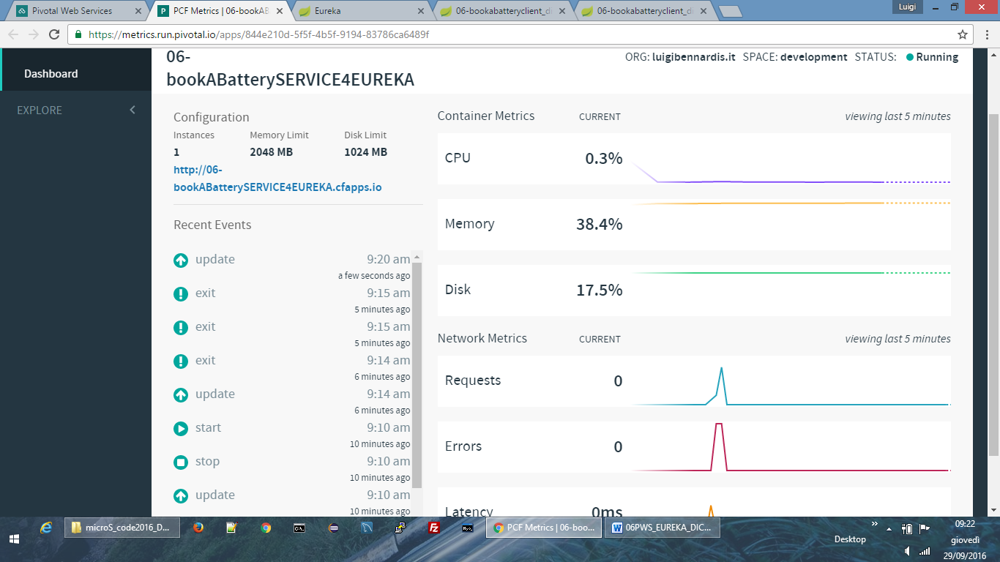 Luigi
Pivotal Web Services
PCF Metrics | 06-bookAB
Eureka
06-bookabatteryclient_di
06-bookabatteryclient_di
https://metrics.run.pivotal.io/apps/844e210d-5f5f-4b5f-9194-83786ca6489f
Dashboard
EXPLORE
06-
bookABatterySERVICE4EUREKA
ORG: luigibennardis.it SPACE: development STATUS: Running
Configuration
Instances Memory Limit Disk Limit
1 2048 MB 1024 MB
http://06-
bookABatterySERVICE4EUREKA.cfapps.io
Recent Events
update 9:20 am
a few seconds ago
exit 9:15 am
5 minutes ago
exit 9:15 am
5 minutes ago
exit 9:14 am
6 minutes ago
update 9:14 am
6 minutes ago
start 9:10 am
10 minutes ago
stop 9:10 am
10 minutes ago
update 9:10 am
10 minutes ago
Container Metrics CURRENT viewing last 5 minutes
CPU 0.3%
Memory 38.4%
Disk 17.5%
Network Metrics CURRENT viewing last 5 minutes
Requests 0
Errors 0
Latency 0ms
microS_code2016_D...
PCF Metrics | 06-boo...
06PWS_EUREKA_DIC...
Desktop
09:22
giovedì
29/09/2016